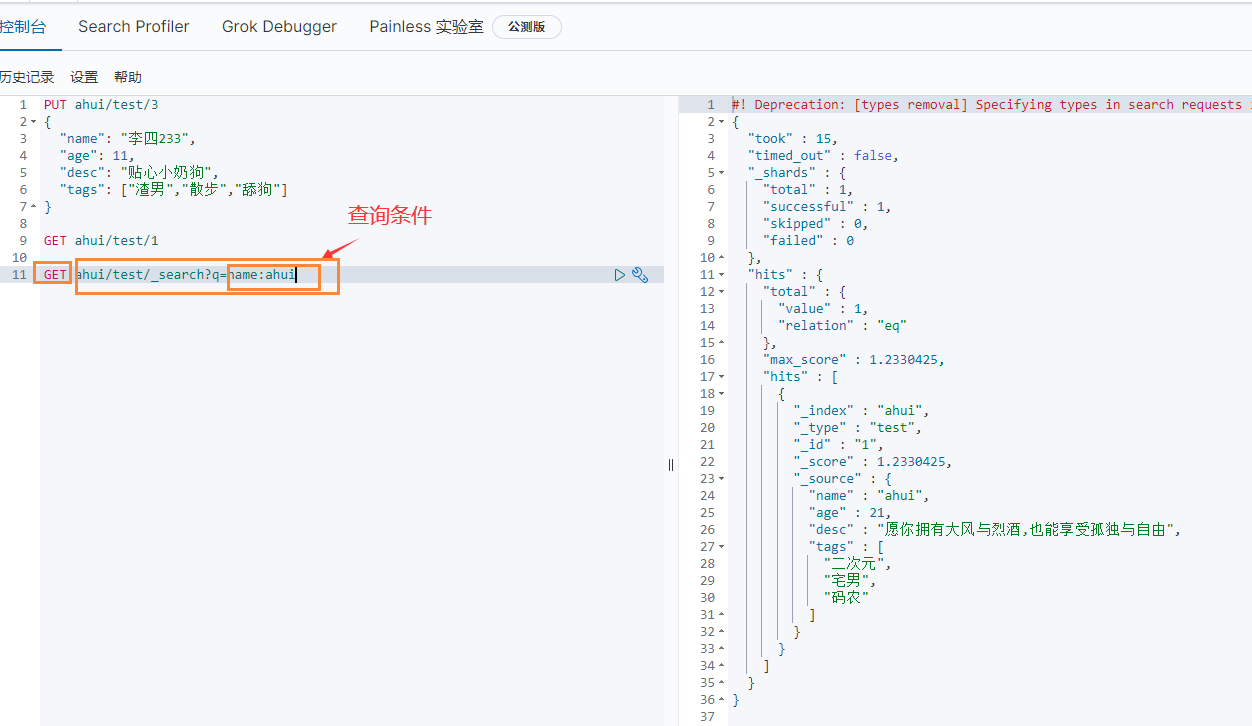 控制台 Search Profiler Grok Debugger Painless 实验室 公测版
历史记录 设置 帮助
1 PUT ahui/test/3
2 {
3 "name": "李四233",
4 "age": 11,
5 "desc": "贴心小奶狗",
6 "tags": ["渣男","散步","舔狗"]
7 }
8
查询条件
9 GET ahui/test/1
10
11 GET ahui/test/_search?q=name:ahui
1 #! Deprecation: [types removal] Specifying types in search requests
2 {
3 "took" : 15,
4 "timed_out" : false,
5 "_shards" : {
6 "total" : 1,
7 "successful" : 1,
8 "skipped" : 0,
9 "failed" : 0
10 },
11 "hits" : {
12 "total" : {
13 "value" : 1,
14 "relation" : "eq"
15 },
16 "max_score" : 1.2330425,
17 "hits" : [
18 {
19 "_index" : "ahui",
20 "_type" : "test",
21 "_id" : "1",
22 "_score" : 1.2330425,
23 "_source" : {
24 "name" : "ahui",
25 "age" : 21,
26 "desc" : "愿你拥有大风与烈酒,也能享受孤独与自由",
27 "tags" : [
28 "二次元",
29 "宅男",
30 "码农"
31 ]
32 }
33 }
34 ]
35 }
36 }
37